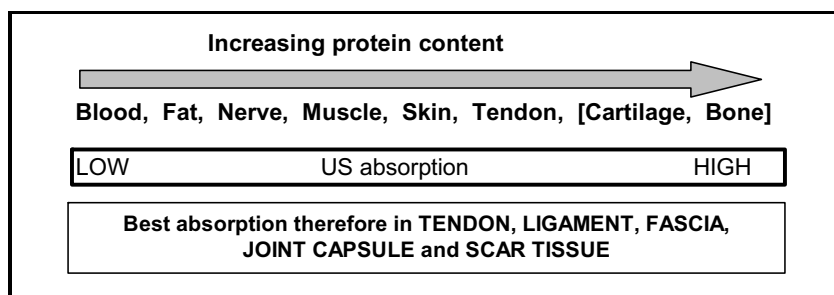 Increasing protein content
Blood, Fat, Nerve, Muscle, Skin, Tendon, [Cartilage, Bone]
LOW US absorption HIGH
Best absorption therefore in TENDON, LIGAMENT, FASCIA,
JOINT CAPSULE and SCAR TISSUE